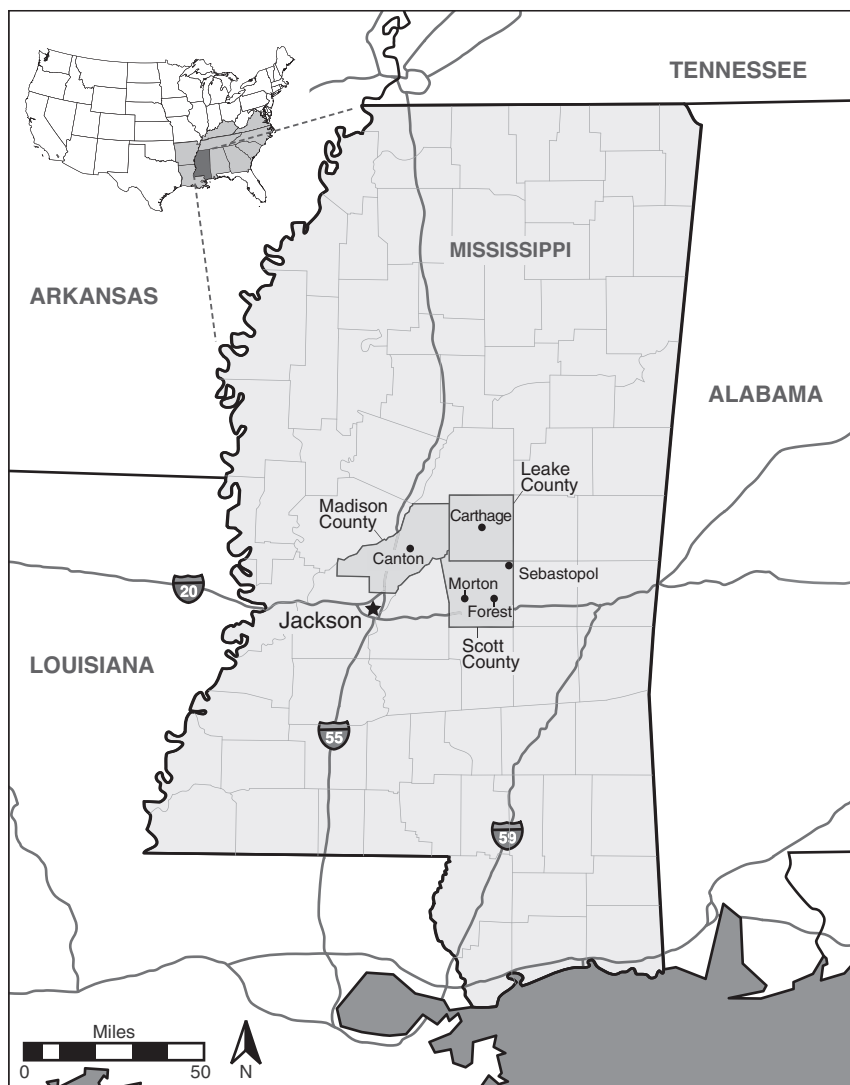 TENNESSEE
MISSISSIPPI
ARKANSAS
ALABAMA
Leake
County
Madison
County
Carthage
Canton
Sebastopol
Morton
Forest
20
Jackson
Scott
County
LOUISIANA
55
59
Miles
0
50
N